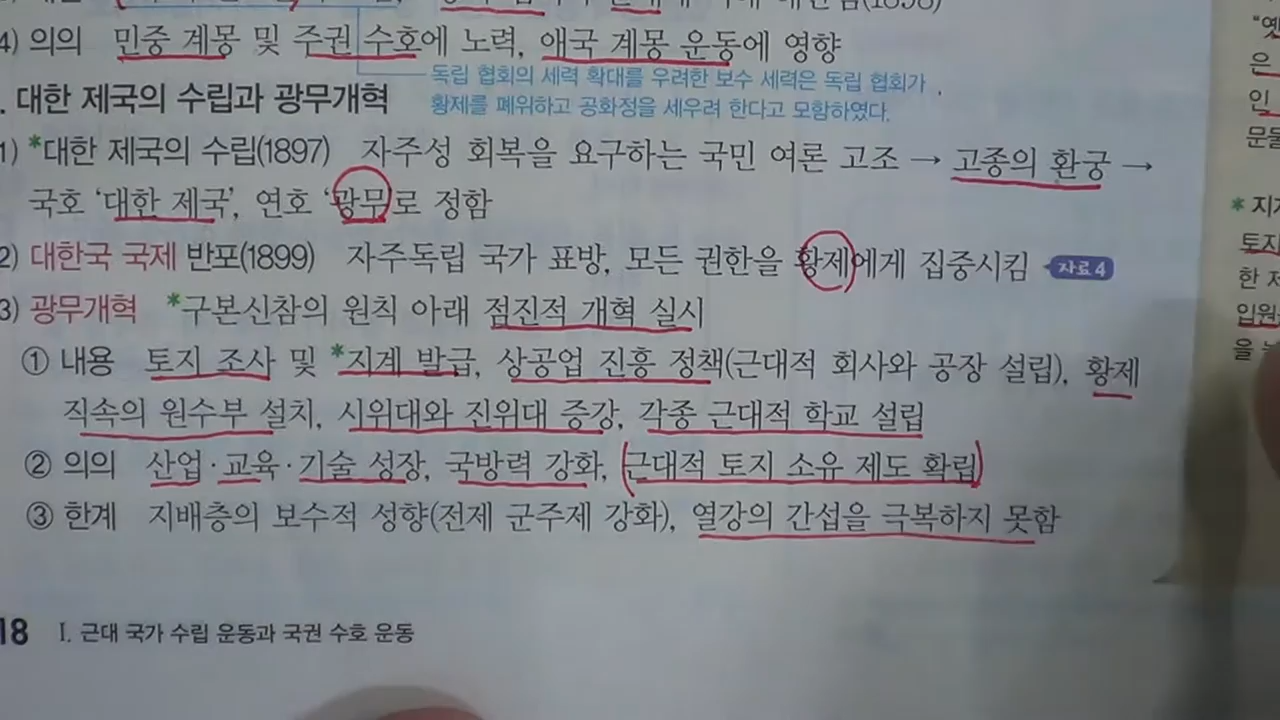 4) 의의 민중 계몽 및 주권 수호에 노력, 애국 계몽 운동에 영향
독립 협회의 세력 확대를 우려한 보수 세력은 독립 협회가
황제를 폐위하고 공화정을 세우려 한다고 모함하였다.
. 대한 제국의 수립과 광무개혁
1) *대한 제국의 수립(1897) 자주성 회복을 요구하는 국민 여론 고조 → 고종의 환궁 →
국호 '대한 제국', 연호 '광무'로 정함
2) 대한국 국제 반포(1899) 자주독립 국가 표방, 모든 권한을 황제에게 집중시킴 자료 4
3) 광무개혁 *구본신참의 원칙 아래 점진적 개혁 실시
① 내용 토지 조사 및 *지계 발급, 상공업 진흥 정책(근대적 회사와 공장 설립), 황제
직속의 원수부 설치, 시위대와 진위대 증강, 각종 근대적 학교 설립
② 의의 산업·교육·기술 성장, 국방력 강화, 근대적 토지 소유 제도 확립
③ 한계 지배층의 보수적 성향(전제 군주제 강화), 열강의 간섭을 극복하지 못함
18 I. 근대 국가 수립 운동과 국권 수호 운동
"옛
은
인
문물
* 지계
토지
한 제
입원
을